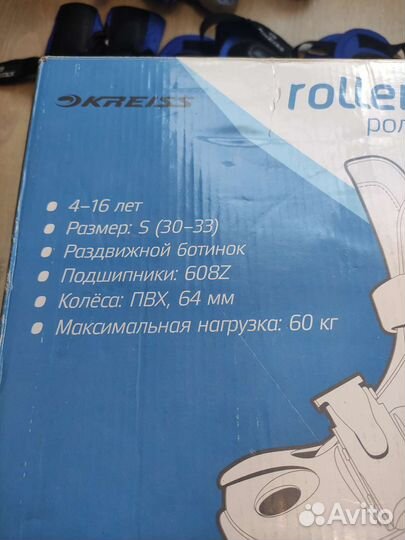 KREISS
roller
рол
• 4-16 лет
• Размер: S (30-33)
• Раздвижной ботинок
• Подшипники: 608Z
• Колёса: ПВХ, 64 мм
• Максимальная нагрузка: 60 кг
Avito